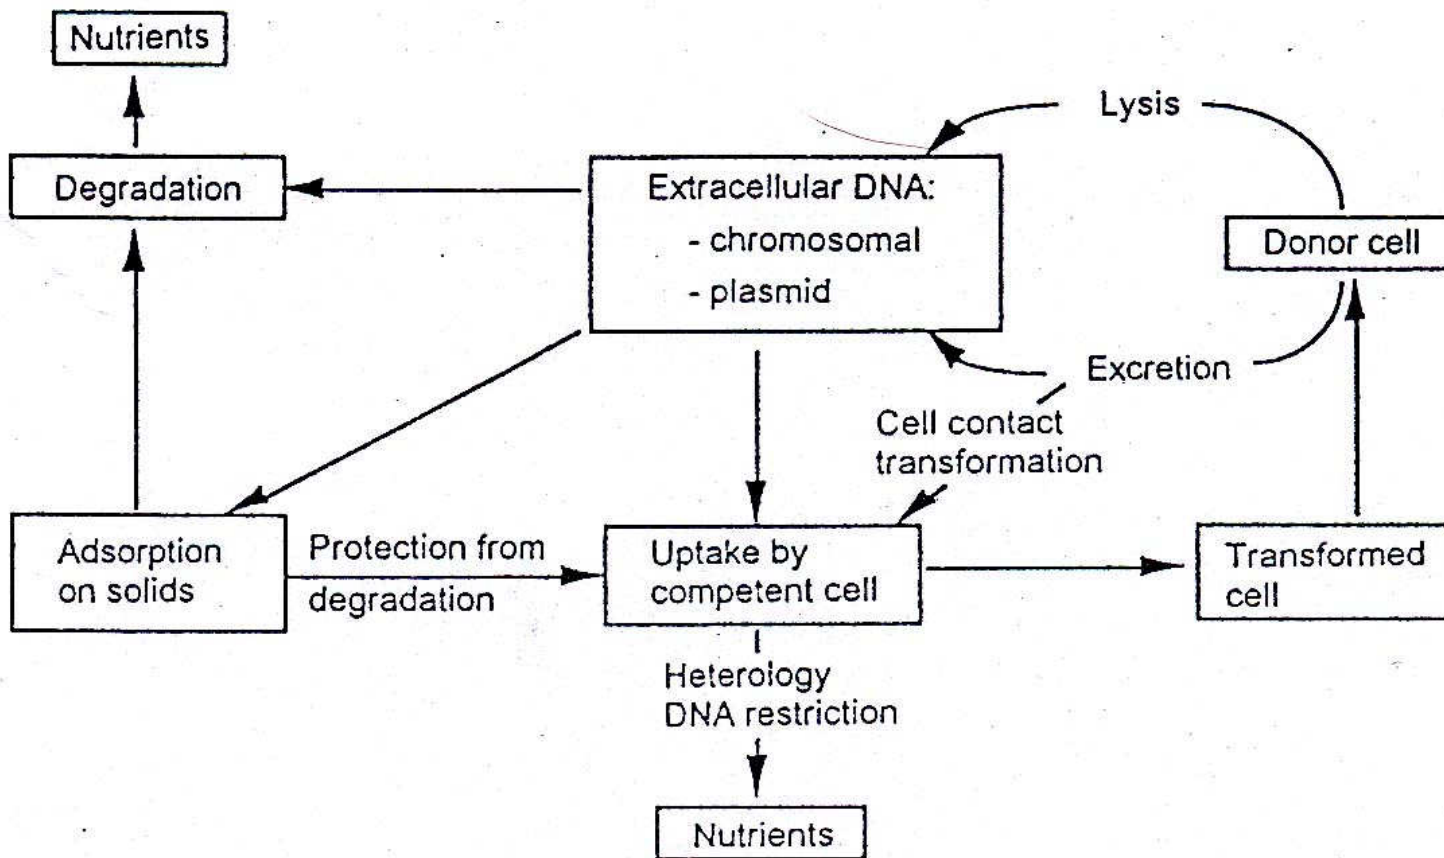 Nutrients
Lysis
Degradation
Extracellular DNA:
- chromosomal
- plasmid
Donor cell
Excretion
Cell contact
transformation
Adsorption
on solids
Protection from
degradation
Uptake by
competent cell
Transformed
cell
Heterology
DNA restriction
Nutrients